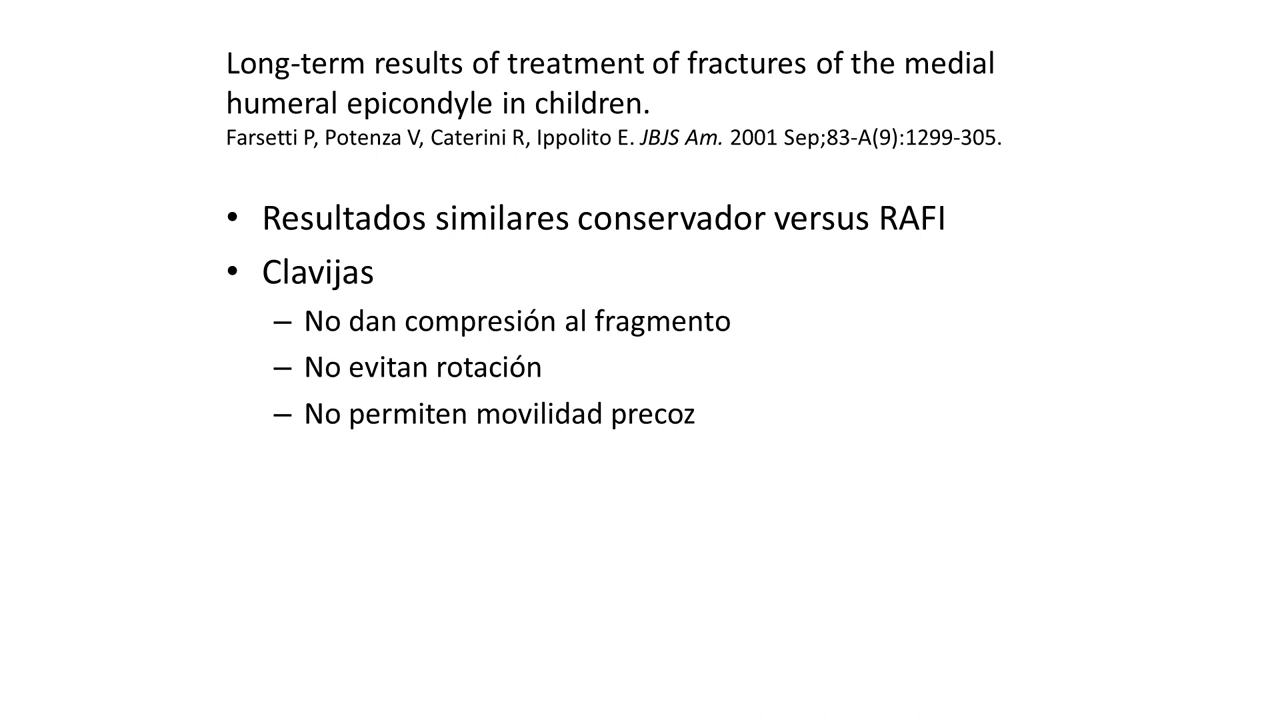 Long-term results of treatment of fractures of the medial
humeral epicondyle in children.
Farsetti P, Potenza V, Caterini R, Ippolito E. JBJS Am. 2001 Sep;83-A(9):1299-305.
• Resultados similares conservador versus RAFI
• Clavijas
– No dan compresión al fragmento
– No evitan rotación
– No permiten movilidad precoz